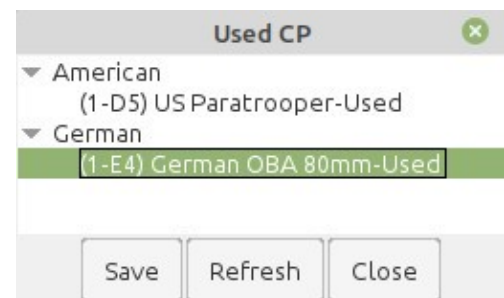 Used CP
American
(1-D5) US Paratrooper-Used
German
(1-E4) German OBA 80mm-Used
Save Refresh Close